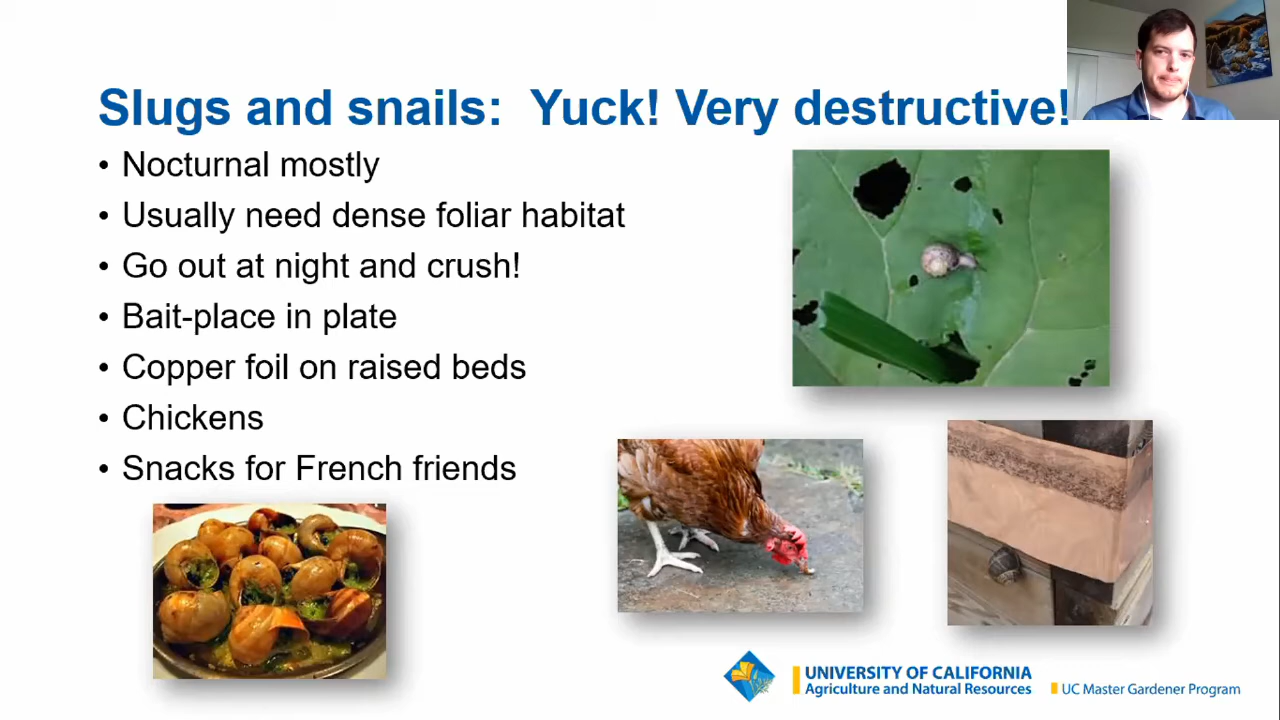 Slugs and snails:  Yuck! Very destructive!
• Nocturnal mostly
• Usually need dense foliar habitat
• Go out at night and crush!
• Bait-place in plate
• Copper foil on raised beds
• Chickens
• Snacks for French friends
UNIVERSITY OF CALIFORNIA
Agriculture and Natural Resources
UC Master Gardener Program